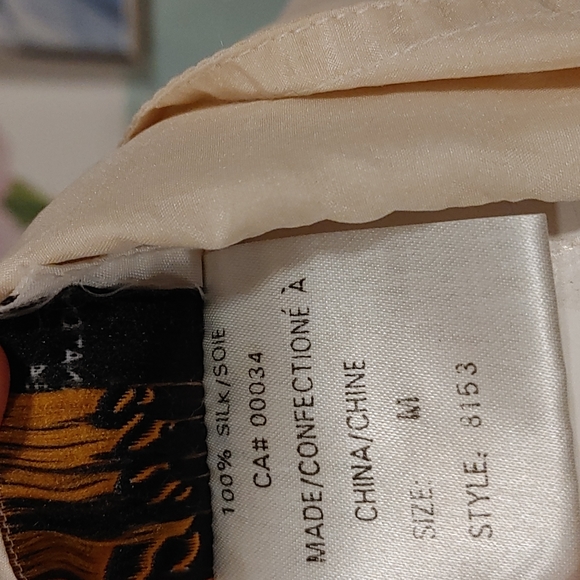 100% SILK/SOIE
CA# 00034
MADE/CONFECTIONÉ À
CHINA/CHINE
SIZE: M
STYLE: 8153